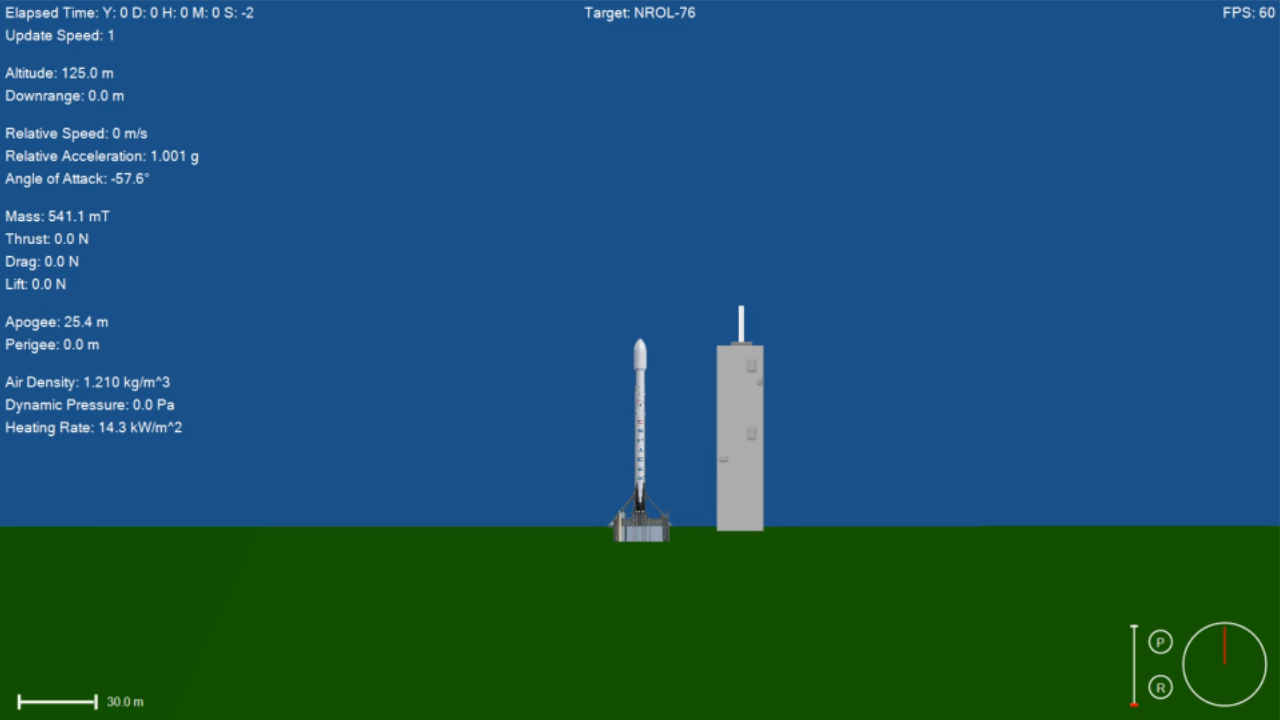 Elapsed Time: Y: 0 D: 0 H: 0 M: 0 S: -2
Target: NROL-76
FPS: 60
Update Speed: 1
Altitude: 125.0 m
Downrange: 0.0 m
Relative Speed: 0 m/s
Relative Acceleration: 1.001 g
Angle of Attack: -57.6°
Mass: 541.1 mT
Thrust: 0.0 N
Drag: 0.0 N
Lift: 0.0 N
Apogee: 25.4 m
Perigee: 0.0 m
Air Density: 1.210 kg/m^3
Dynamic Pressure: 0.0 Pa
Heating Rate: 14.3 kW/m^2
P
R
30.0 m